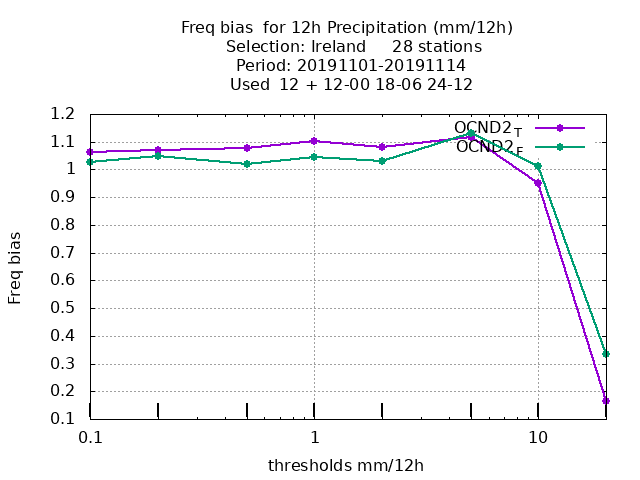 Freq bias  for 12h Precipitation (mm/12h)
Selection: Ireland     28 stations
Period: 20191101-20191114
Used  12 + 12-00 18-06 24-12
OCND2T
OCND2F
1.2
1.1
1
0.9
0.8
0.7
0.6
0.5
0.4
0.3
0.2
0.1
Freq bias
0.1 1 10
thresholds mm/12h